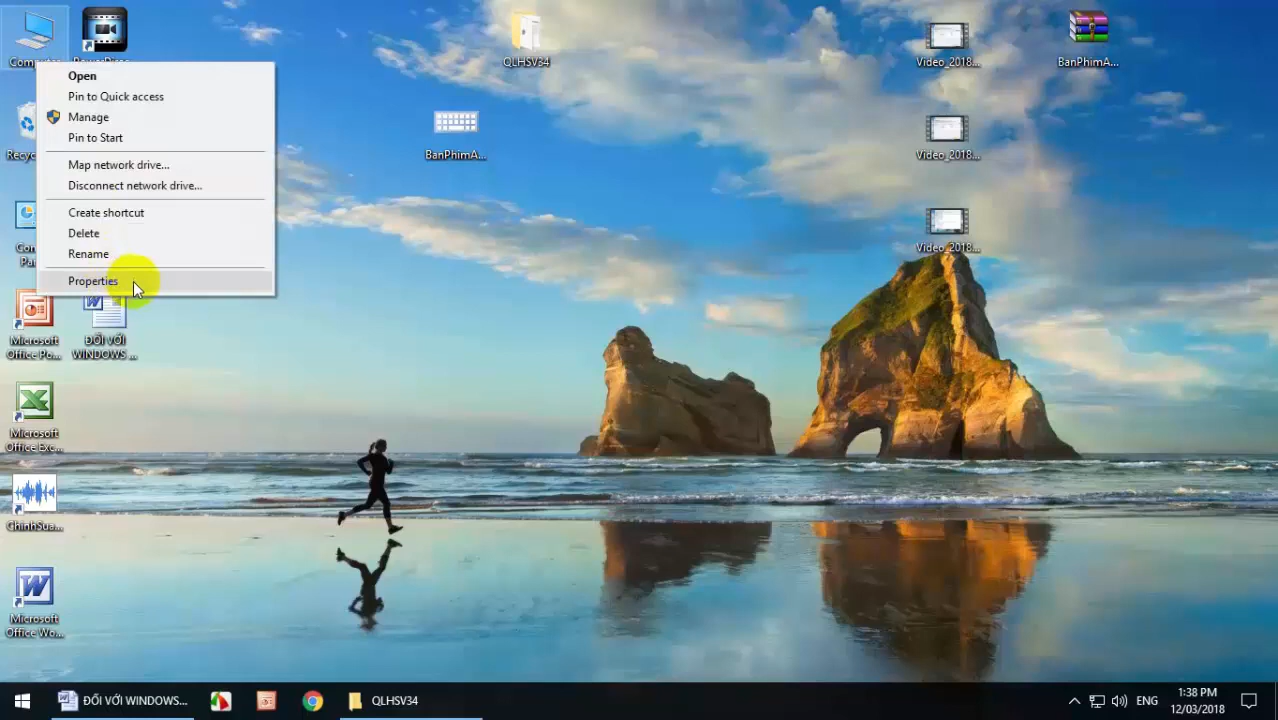 QLHSV34
Video_2018...
BanPhimA...
Open
Pin to Quick access
Manage
Pin to Start
Map network drive...
Disconnect network drive...
Create shortcut
Delete
Rename
Properties
BanPhimA...
Video_2018...
Video_2018...
Microsoft
Office Po...
ĐỐI VỚI
WINDOWS ...
Microsoft
Office Exc...
ChinhSua...
Microsoft
Office Wo...
ĐỐI VỚI WINDOWS...
QLHSV34
ENG
1:38 PM
12/03/2018